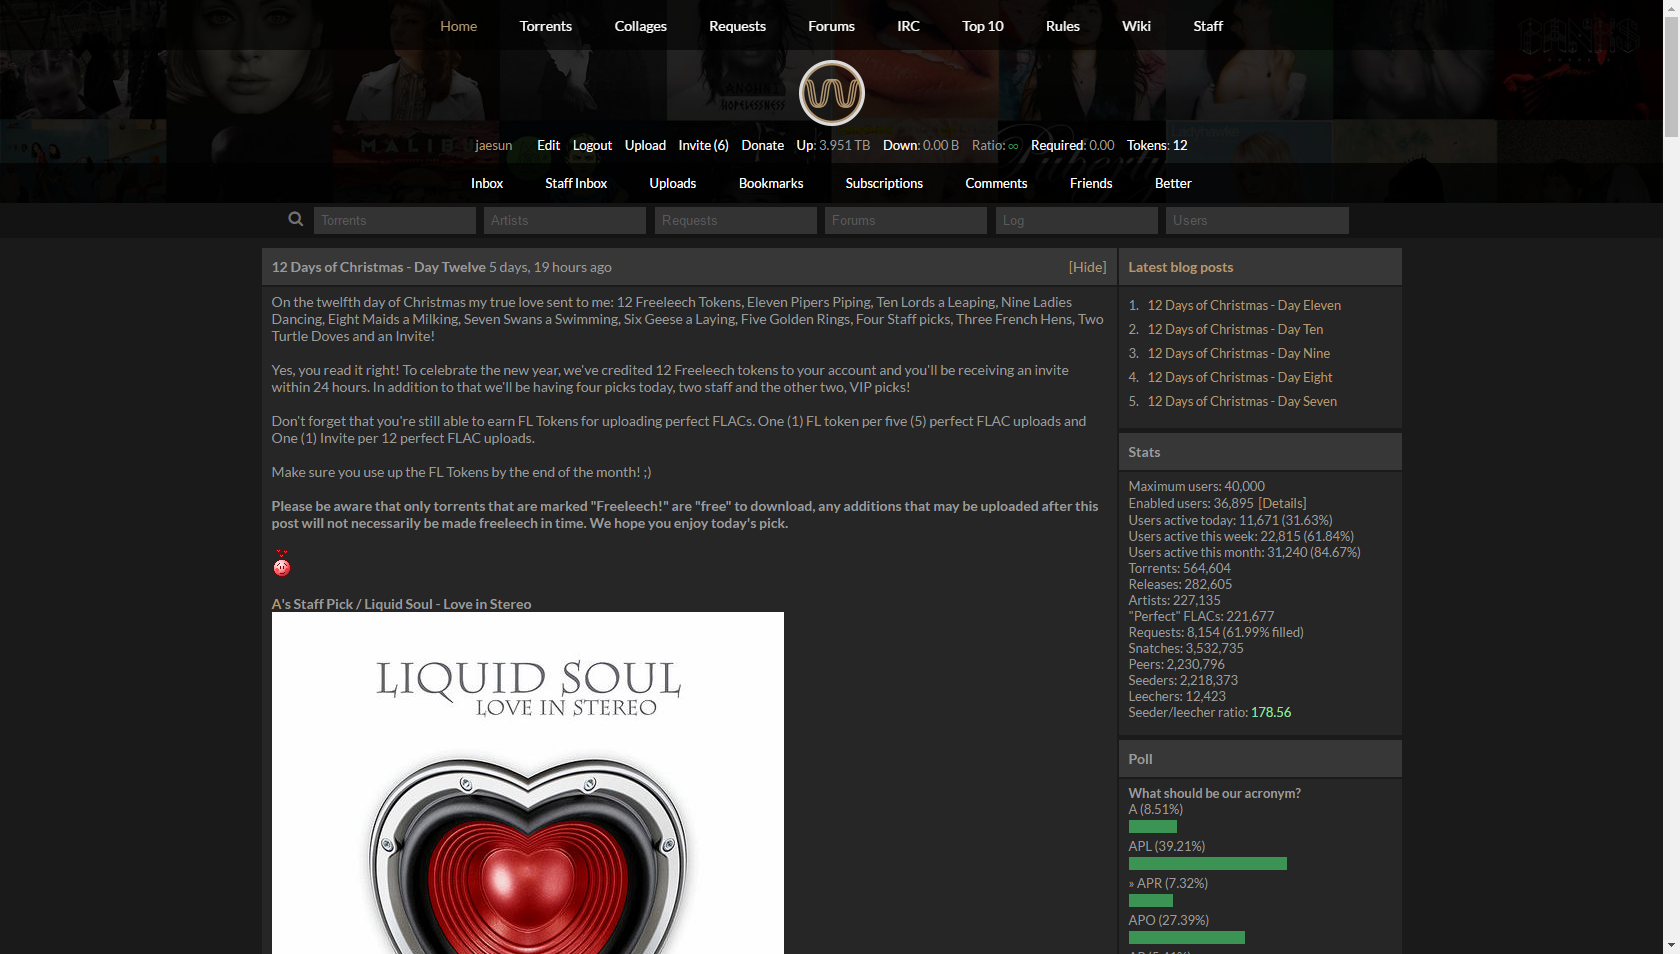 Home Torrents Collages Requests Forums IRC Top 10 Rules Wiki Staff
ANOHNI
HOPELESSNESS
MALIBU
Ladyhawke
Puberty
jaesun Edit Logout Upload Invite (6) Donate Up: 3.951 TB Down: 0.00 B Ratio: ∞ Required: 0.00 Tokens: 12
Inbox Staff Inbox Uploads Bookmarks Subscriptions Comments Friends Better
Torrents Artists Requests Forums Log Users
12 Days of Christmas - Day Twelve 5 days, 19 hours ago [Hide]
On the twelfth day of Christmas my true love sent to me: 12 Freeleech Tokens, Eleven Pipers Piping, Ten Lords a Leaping, Nine Ladies
Dancing, Eight Maids a Milking, Seven Swans a Swimming, Six Geese a Laying, Five Golden Rings, Four Staff picks, Three French Hens, Two
Turtle Doves and an Invite!
Yes, you read it right! To celebrate the new year, we've credited 12 Freeleech tokens to your account and you'll be receiving an invite
within 24 hours. In addition to that we'll be having four picks today, two staff and the other two, VIP picks!
Don't forget that you're still able to earn FL Tokens for uploading perfect FLACs. One (1) FL token per five (5) perfect FLAC uploads and
One (1) Invite per 12 perfect FLAC uploads.
Make sure you use up the FL Tokens by the end of the month! ;)
Please be aware that only torrents that are marked "Freeleech!" are "free" to download, any additions that may be uploaded after this
post will not necessarily be made freeleech in time. We hope you enjoy today's pick.
A's Staff Pick / Liquid Soul - Love in Stereo
LIQUID SOUL
LOVE IN STEREO
Latest blog posts
1. 12 Days of Christmas - Day Eleven
2. 12 Days of Christmas - Day Ten
3. 12 Days of Christmas - Day Nine
4. 12 Days of Christmas - Day Eight
5. 12 Days of Christmas - Day Seven
Stats
Maximum users: 40,000
Enabled users: 36,895 [Details]
Users active today: 11,671 (31.63%)
Users active this week: 22,815 (61.84%)
Users active this month: 31,240 (84.67%)
Torrents: 564,604
Releases: 282,605
Artists: 227,135
"Perfect" FLACs: 221,677
Requests: 8,154 (61.99% filled)
Snatches: 3,532,735
Peers: 2,230,796
Seeders: 2,218,373
Leechers: 12,423
Seeder/leecher ratio: 178.56
Poll
What should be our acronym?
A (8.51%)
APL (39.21%)
» APR (7.32%)
APO (27.39%)